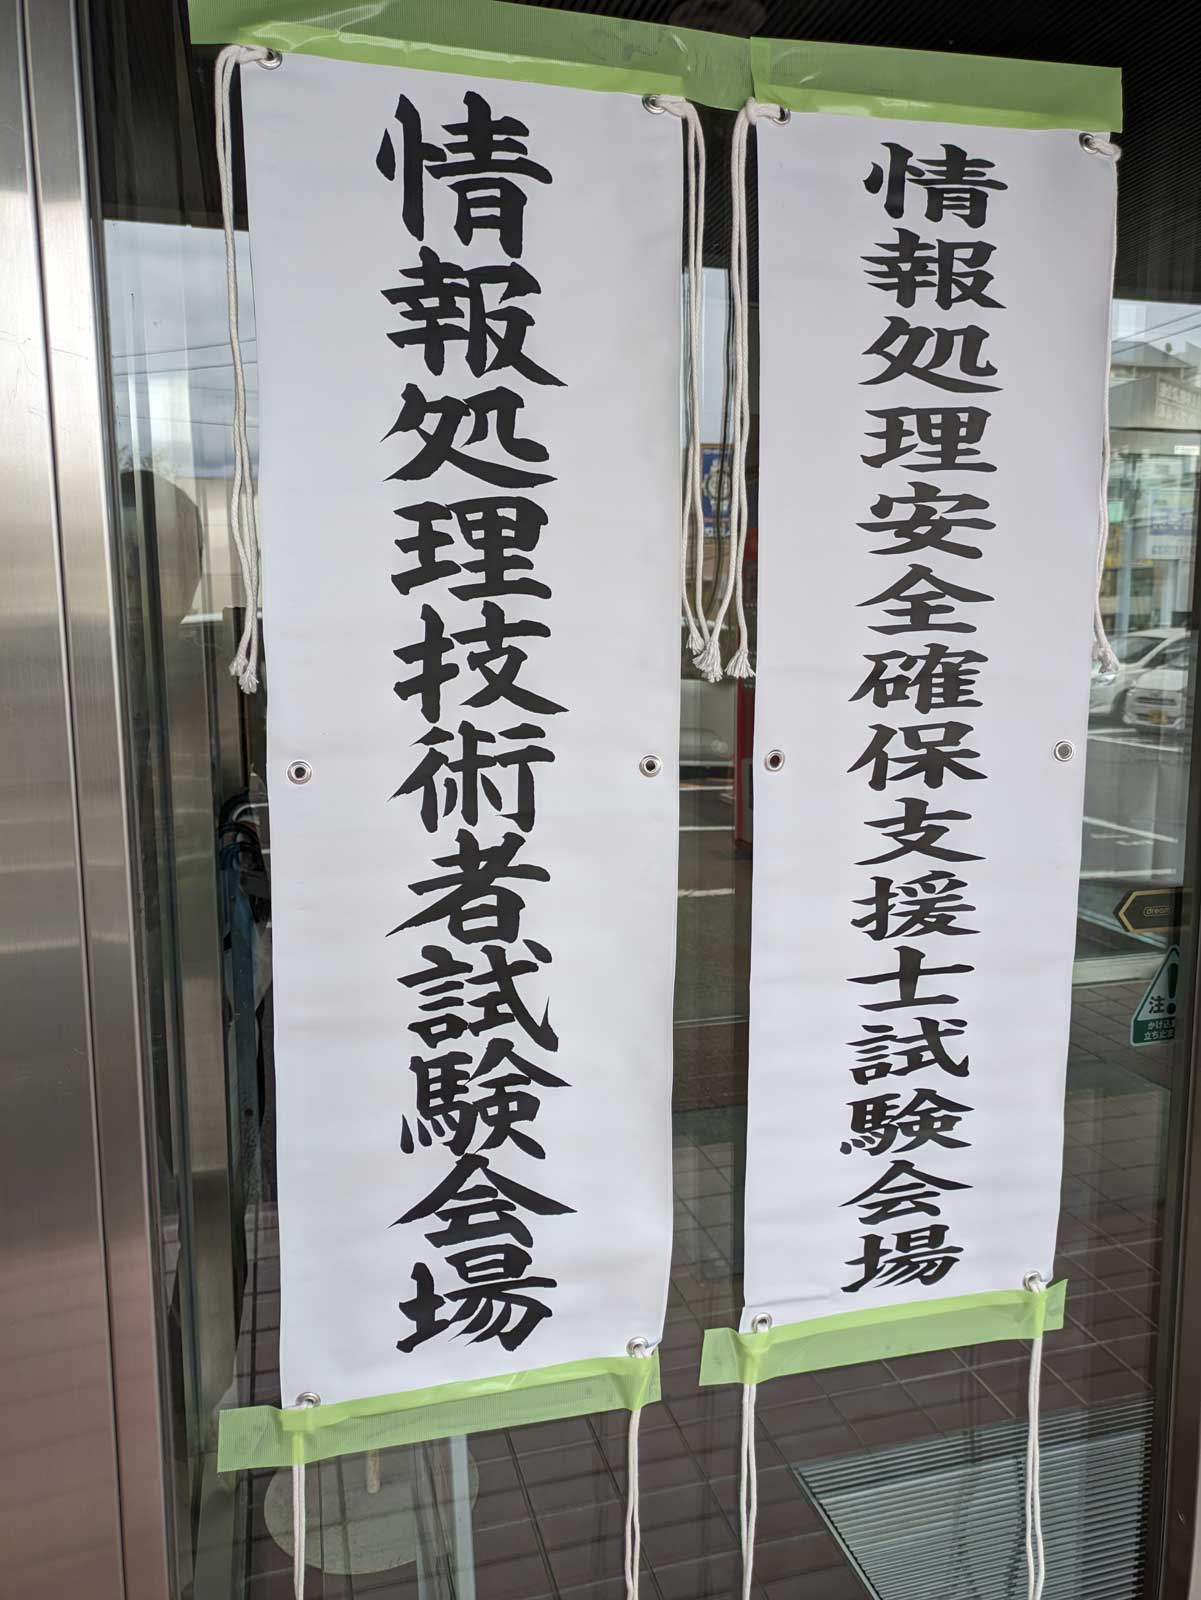 情報処理安全確保支援士試験会場
情報処理技術者試験会場
注